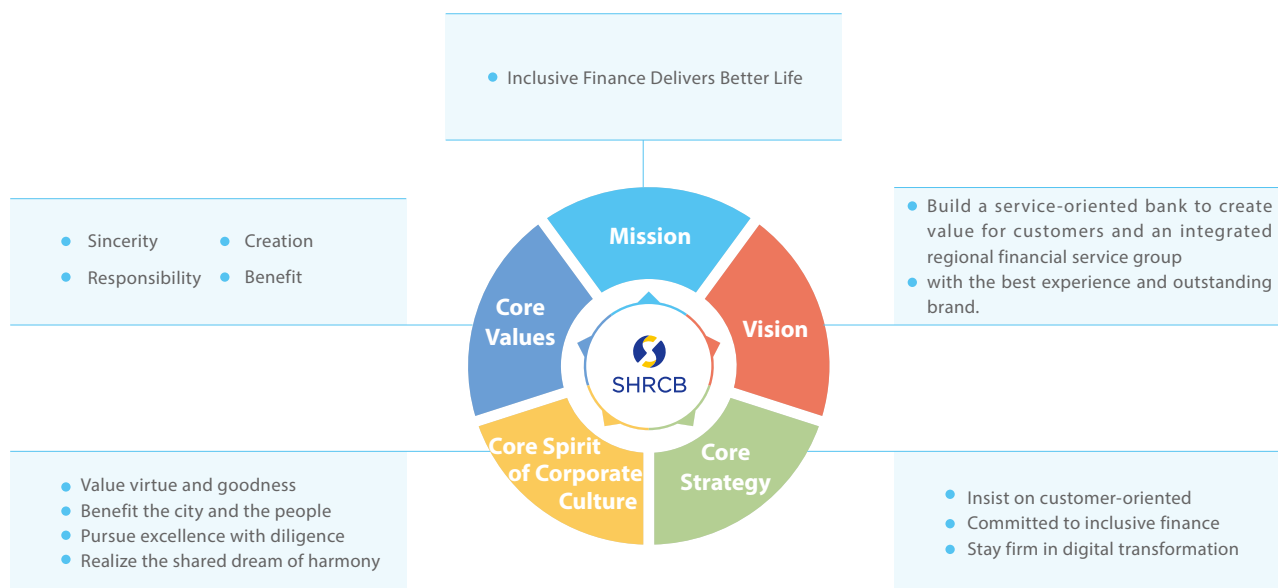 Inclusive Finance Delivers Better Life
Sincerity
Creation
Responsibility
Benefit
Build a service-oriented bank to create
value for customers and an integrated
regional financial service group
with the best experience and outstanding
brand.
Mission
Core
Values
Vision
SHRCB
Core Spirit
of Corporate
Culture
Core
Strategy
Value virtue and goodness
Benefit the city and the people
Pursue excellence with diligence
Realize the shared dream of harmony
Insist on customer-oriented
Committed to inclusive finance
Stay firm in digital transformation